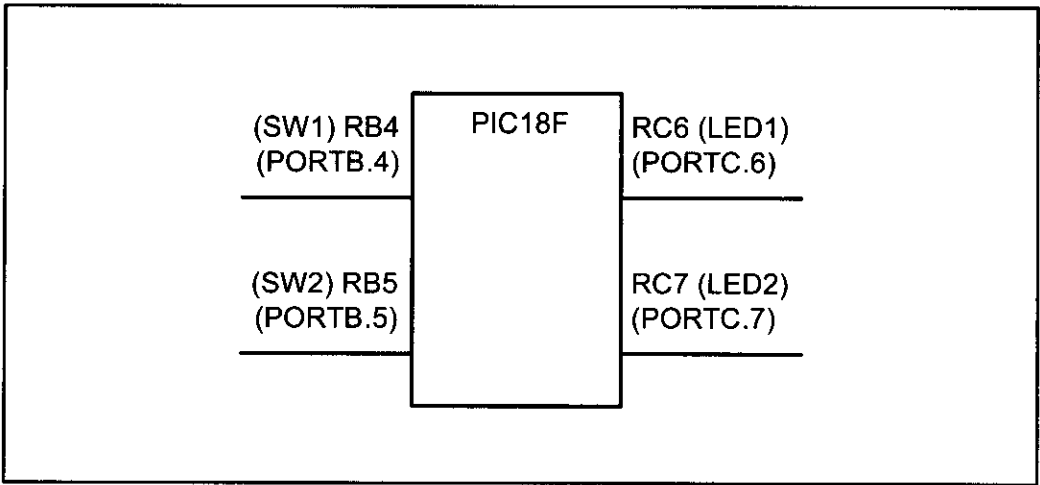 (SW1) RB4
(PORTB.4)
PIC18F
RC6 (LED1)
(PORTC.6)
(SW2) RB5
(PORTB.5)
RC7 (LED2)
(PORTC.7)